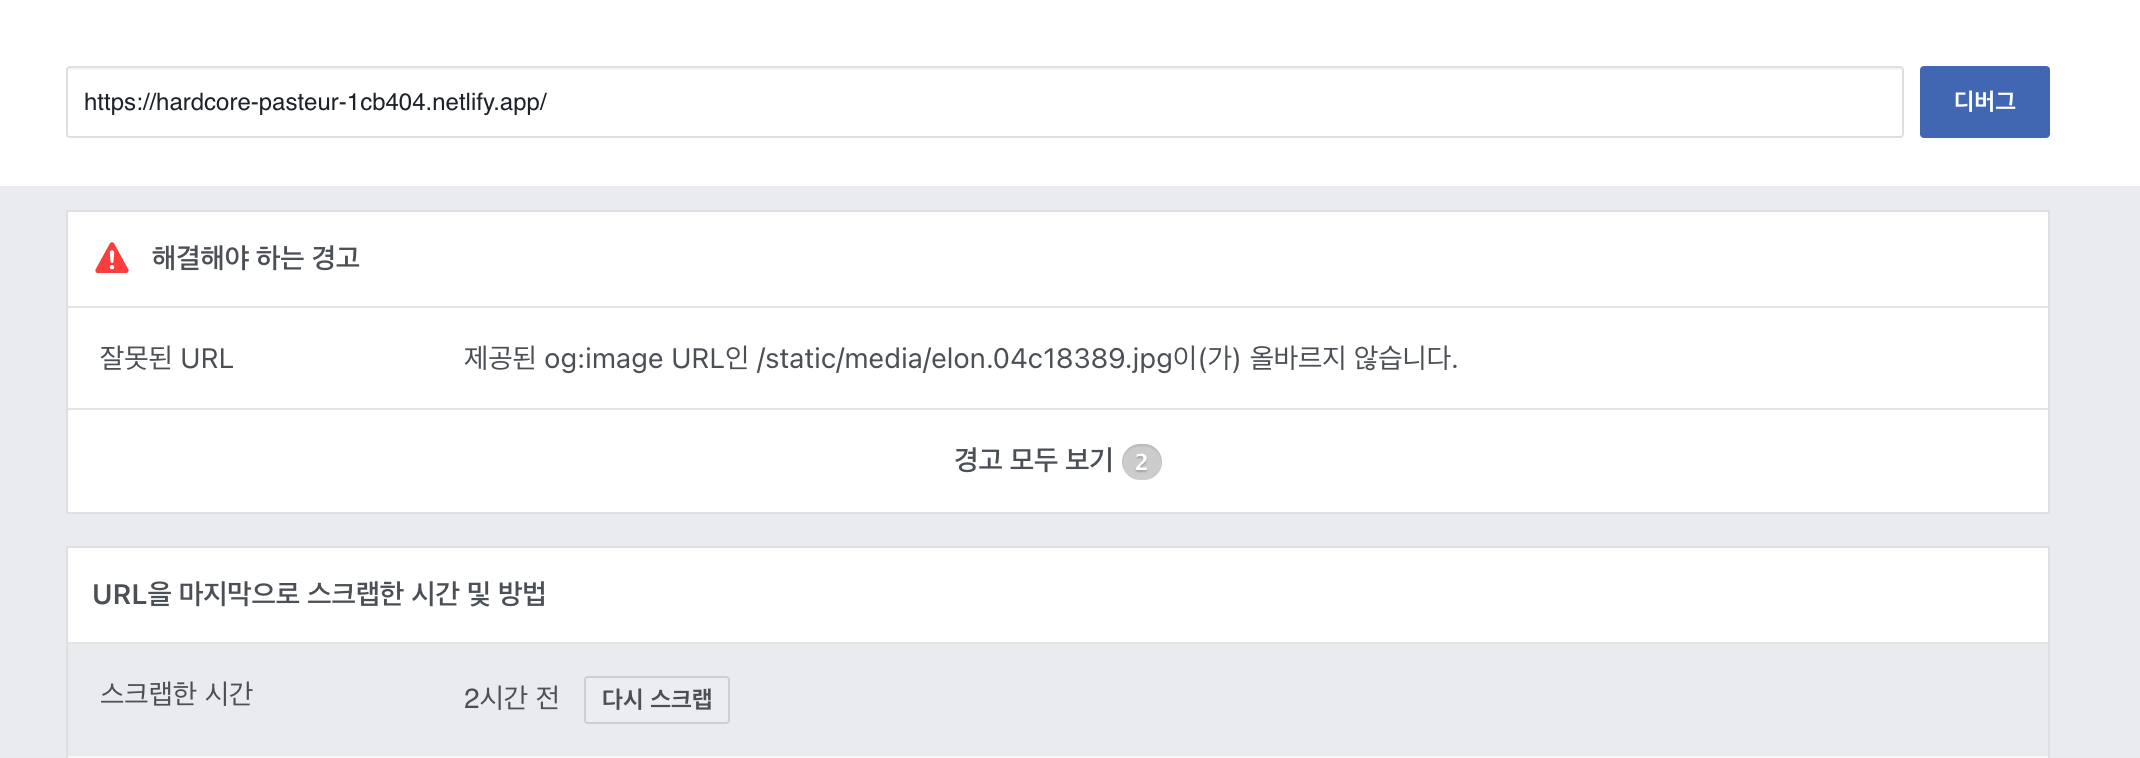 https://hardcore-pasteur-1cb404.netlify.app/
디버그
해결해야 하는 경고
잘못된 URL
제공된 og:image URL인 /static/media/elon.04c18389.jpg이(가) 올바르지 않습니다.
경고 모두 보기 2
URL을 마지막으로 스크랩한 시간 및 방법
스크랩한 시간
2시간 전
다시 스크랩